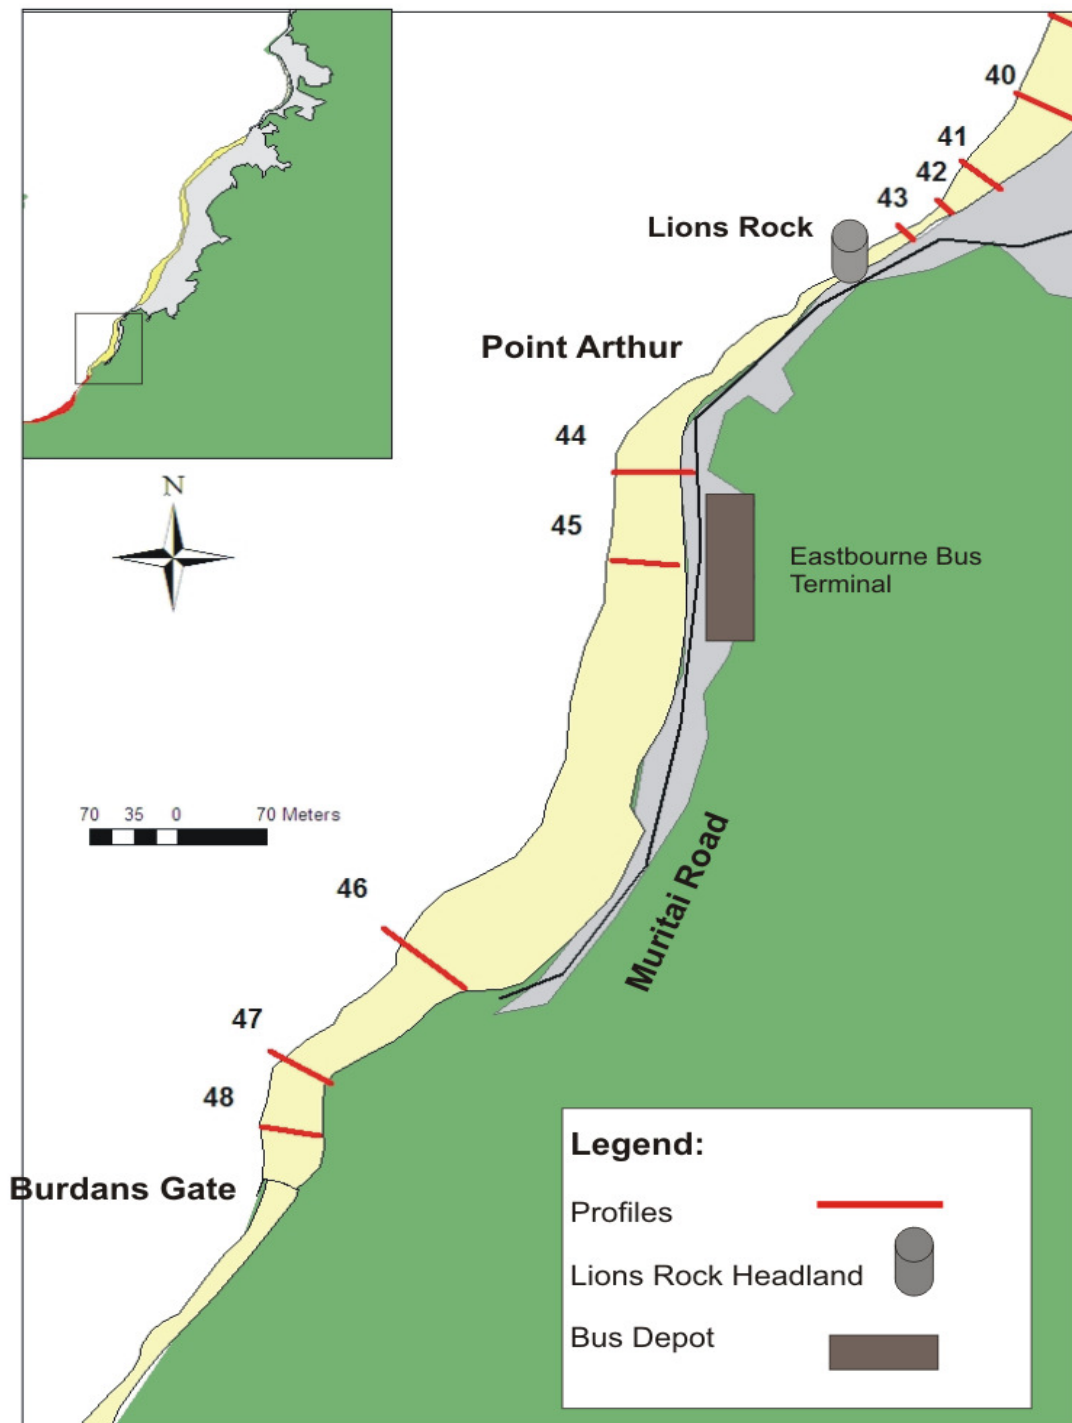 40
41
42
43
Lions Rock
Point Arthur
44
N
45
Eastbourne Bus
Terminal
70 35 0 70 Meters
Muritai Road
46
47
48
Burdans Gate
Legend:
Profiles
Lions Rock Headland
Bus Depot